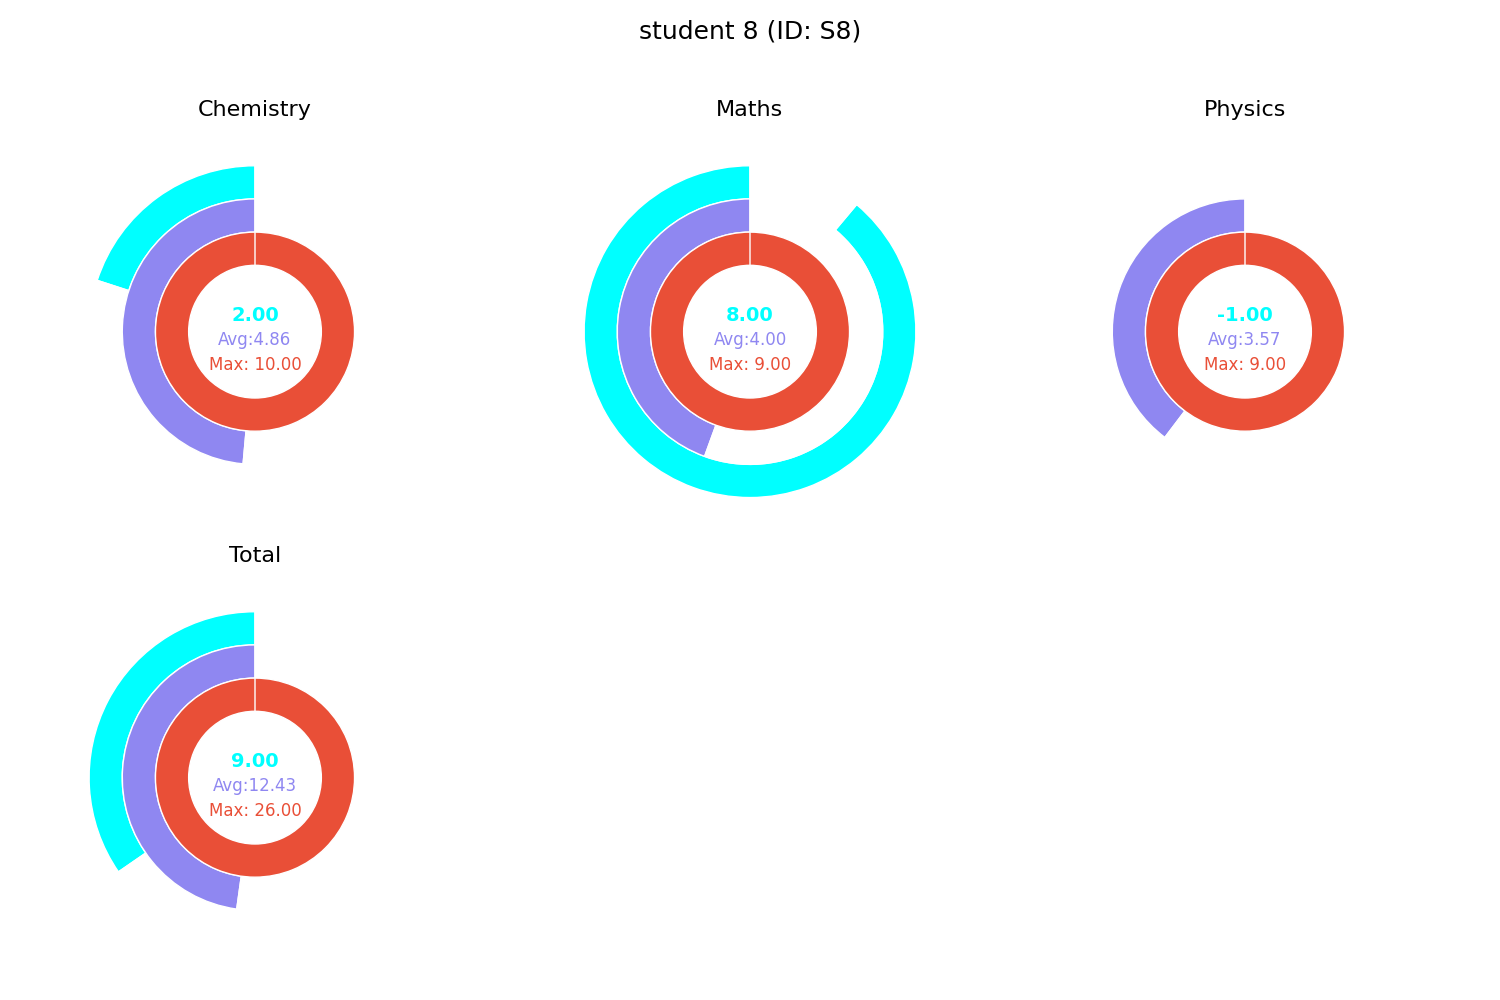 student 8 (ID: S8)
Chemistry
2.00
Avg:4.86
Max: 10.00
Maths
8.00
Avg:4.00
Max: 9.00
Physics
-1.00
Avg:3.57
Max: 9.00
Total
9.00
Avg:12.43
Max: 26.00